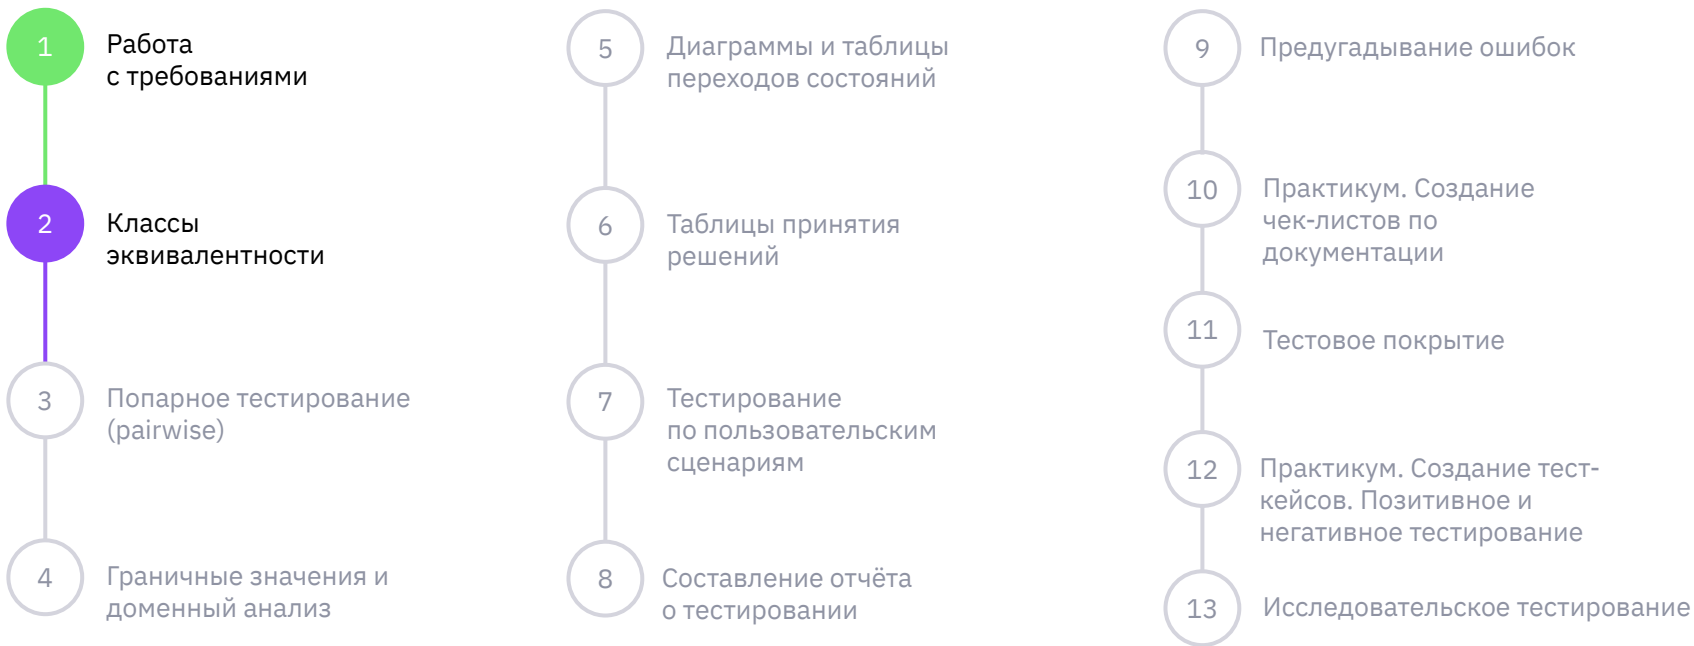 1
Работа
с требованиями
2
Классы
эквивалентности
3
Попарное тестирование
(pairwise)
4
Граничные значения и
доменный анализ
5
Диаграммы и таблицы
переходов состояний
6
Таблицы принятия
решений
7
Тестирование
по пользовательским
сценариям
8
Составление отчёта
о тестировании
9
Предугадывание ошибок
10
Практикум. Создание
чек-листов по
документации
11
Тестовое покрытие
12
Практикум. Создание тест-
кейсов. Позитивное и
негативное тестирование
13
Исследовательское тестирование